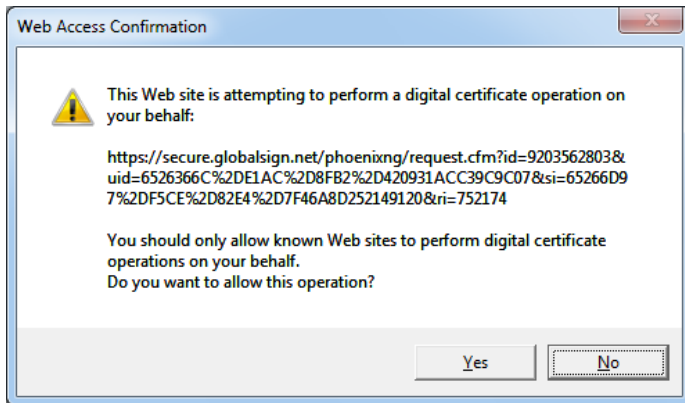 Web Access Confirmation
This Web site is attempting to perform a digital certificate operation on
your behalf:
https://secure.globalsign.net/phoenixng/request.cfm?id=9203562803&
uid=6526366C%2DE1AC%2D8FB2%2D420931ACC39C9C07&si=65266D9
7%2DF5CE%2D82E4%2D7F46A8D252149120&ri=752174
You should only allow known Web sites to perform digital certificate
operations on your behalf.
Do you want to allow this operation?
Yes
No